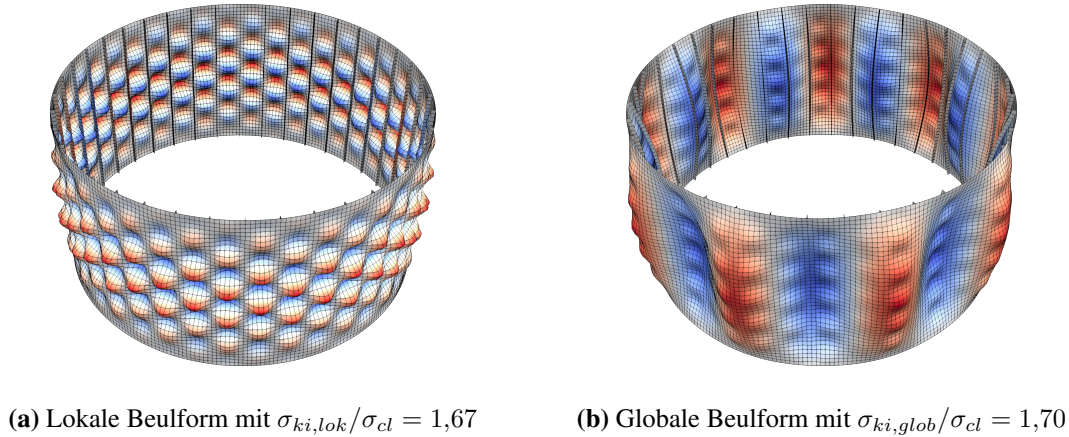 (a) Lokale Beulform mit σ_{ki,lok}/σ_{cl} = 1,67
(b) Globale Beulform mit σ_{ki,glob}/σ_{cl} = 1,70